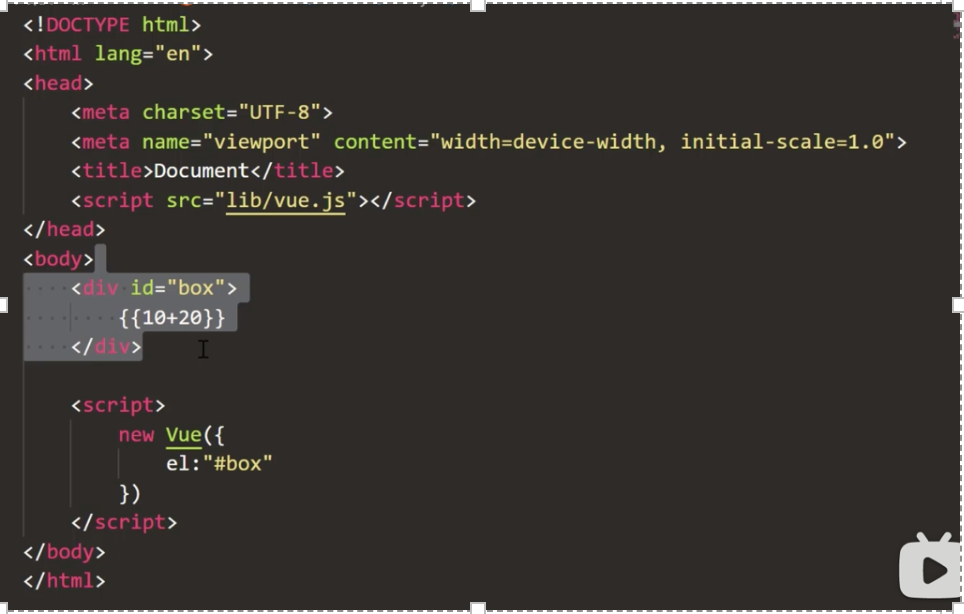 <!DOCTYPE html>
<html lang="en">
<head>
    <meta charset="UTF-8">
    <meta name="viewport" content="width=device-width, initial-scale=1.0">
    <title>Document</title>
    <script src="lib/vue.js"></script>
</head>
<body>
    <div id="box">
        {{10+20}}
    </div>

    <script>
        new Vue({
            el:"#box"
        })
    </script>
</body>
</html>